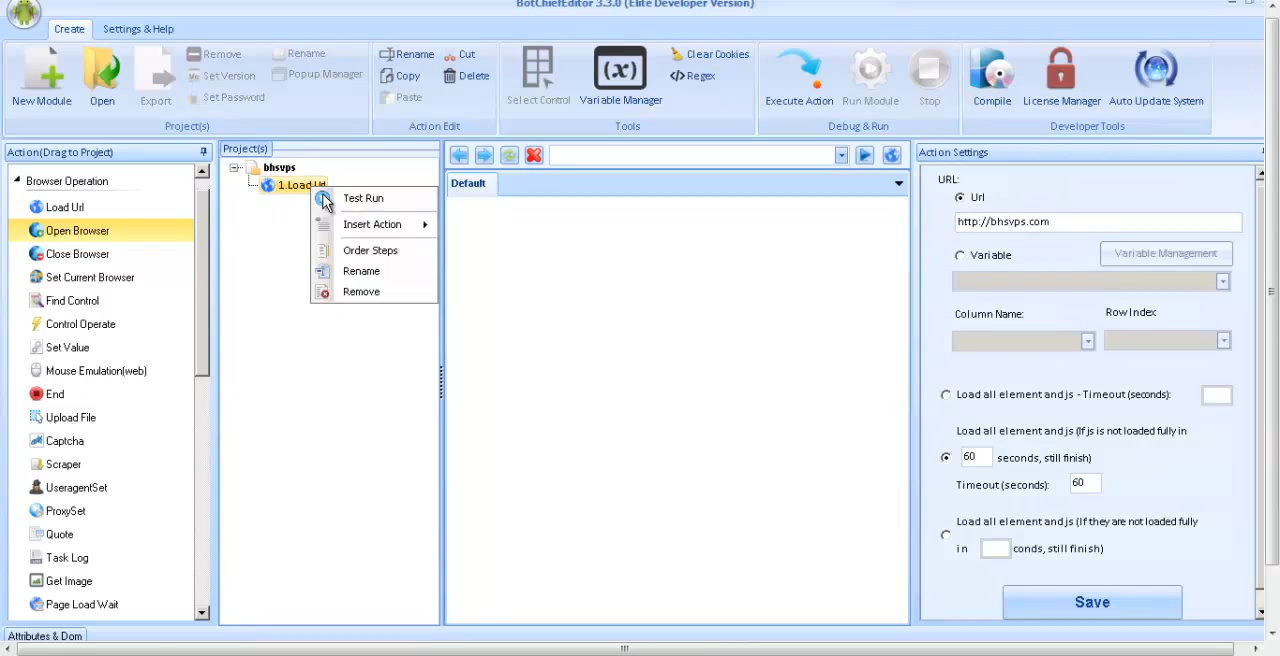 BotChiefEditor 3.3.0 (Elite Developer Version)
Create Settings & Help
New Module Open Export
Remove
Set Version
Set Password
Rename
Popup Manager
Project(s)
Rename Cut
Copy Delete
Paste
Action Edit
Select Control Variable Manager
Clear Cookies
Regex
Tools
Execute Action Run Module Stop
Debug & Run
Compile License Manager Auto Update System
Developer Tools
Action(Drag to Project)
Browser Operation
Load Url
Open Browser
Close Browser
Set Current Browser
Find Control
Control Operate
Set Value
Mouse Emulation(web)
End
Upload File
Captcha
Scraper
UseragentSet
ProxySet
Quote
Task Log
Get Image
Page Load Wait
Attributes & Dom
Project(s)
bhsvps
1.Load Url
Test Run
Insert Action
Order Steps
Rename
Remove
Default
Action Settings
URL:
Url
http://bhsvps.com
Variable Variable Management
Column Name: Row Index:
Load all element and js - Timeout (seconds):
Load all element and js (If js is not loaded fully in
60 seconds, still finish)
Timeout (seconds): 60
Load all element and js (If they are not loaded fully
in conds, still finish)
Save